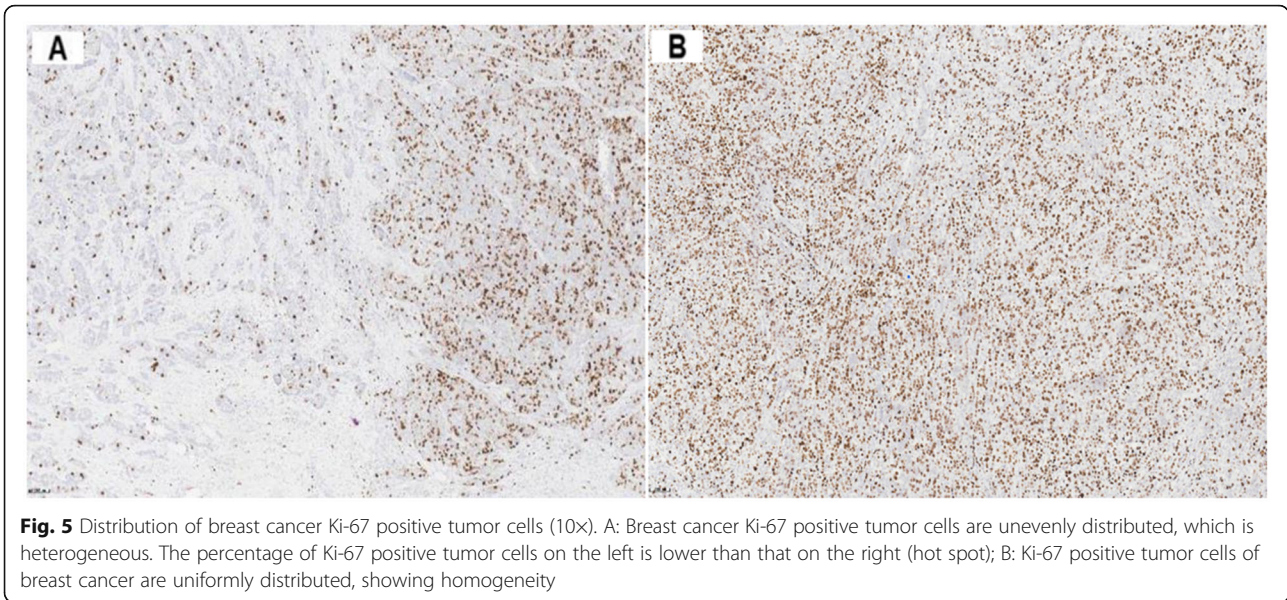 A
B
Fig. 5 Distribution of breast cancer Ki-67 positive tumor cells (10×). A: Breast cancer Ki-67 positive tumor cells are unevenly distributed, which is
heterogeneous. The percentage of Ki-67 positive tumor cells on the left is lower than that on the right (hot spot); B: Ki-67 positive tumor cells of
breast cancer are uniformly distributed, showing homogeneity